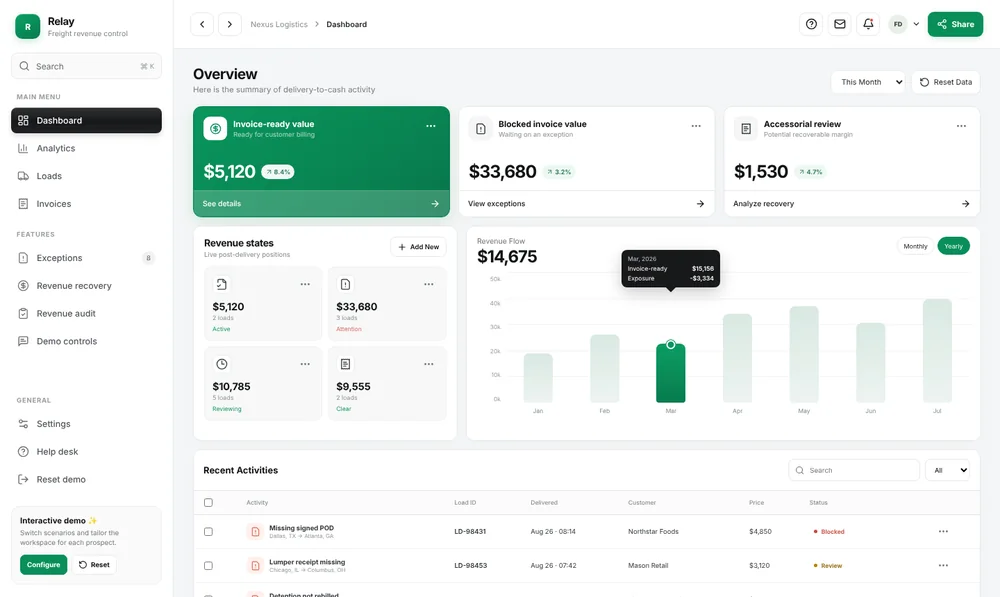 R
Relay
Freight revenue control
Search
⌘ K
MAIN MENU
Dashboard
Analytics
Loads
Invoices
FEATURES
Exceptions 8
Revenue recovery
Revenue audit
Demo controls
GENERAL
Settings
Help desk
Reset demo
Interactive demo ✨
Switch scenarios and tailor the
workspace for each prospect.
Configure
Reset
Nexus Logistics > Dashboard
FD
Share
Overview
Here is the summary of delivery-to-cash activity
This Month
Reset Data
Invoice-ready value
Ready for customer billing
$5,120 ↗ 8.4%
See details →
Blocked invoice value
Waiting on an exception
$33,680 ↗ 3.2%
View exceptions →
Accessorial review
Potential recoverable margin
$1,530 ↗ 4.7%
Analyze recovery →
Revenue states
Live post-delivery positions
+ Add New
$5,120
2 loads
Active
$33,680
3 loads
Attention
$10,785
5 loads
Reviewing
$9,555
2 loads
Clear
Revenue Flow
$14,675
Monthly
Yearly
Mar, 2026
Invoice-ready $15,156
Exposure -$3,334
50k
40k
30k
20k
10k
0k
Jan Feb Mar Apr May Jun Jul
Recent Activities
Search
All
Activity Load ID Delivered Customer Price Status
Missing signed POD
Dallas, TX → Atlanta, GA
LD-98431 Aug 26 · 08:14 Northstar Foods $4,850 Blocked
Lumper receipt missing
Chicago, IL → Columbus, OH
LD-98453 Aug 26 · 07:42 Mason Retail $3,120 Review
Detention not rebilled